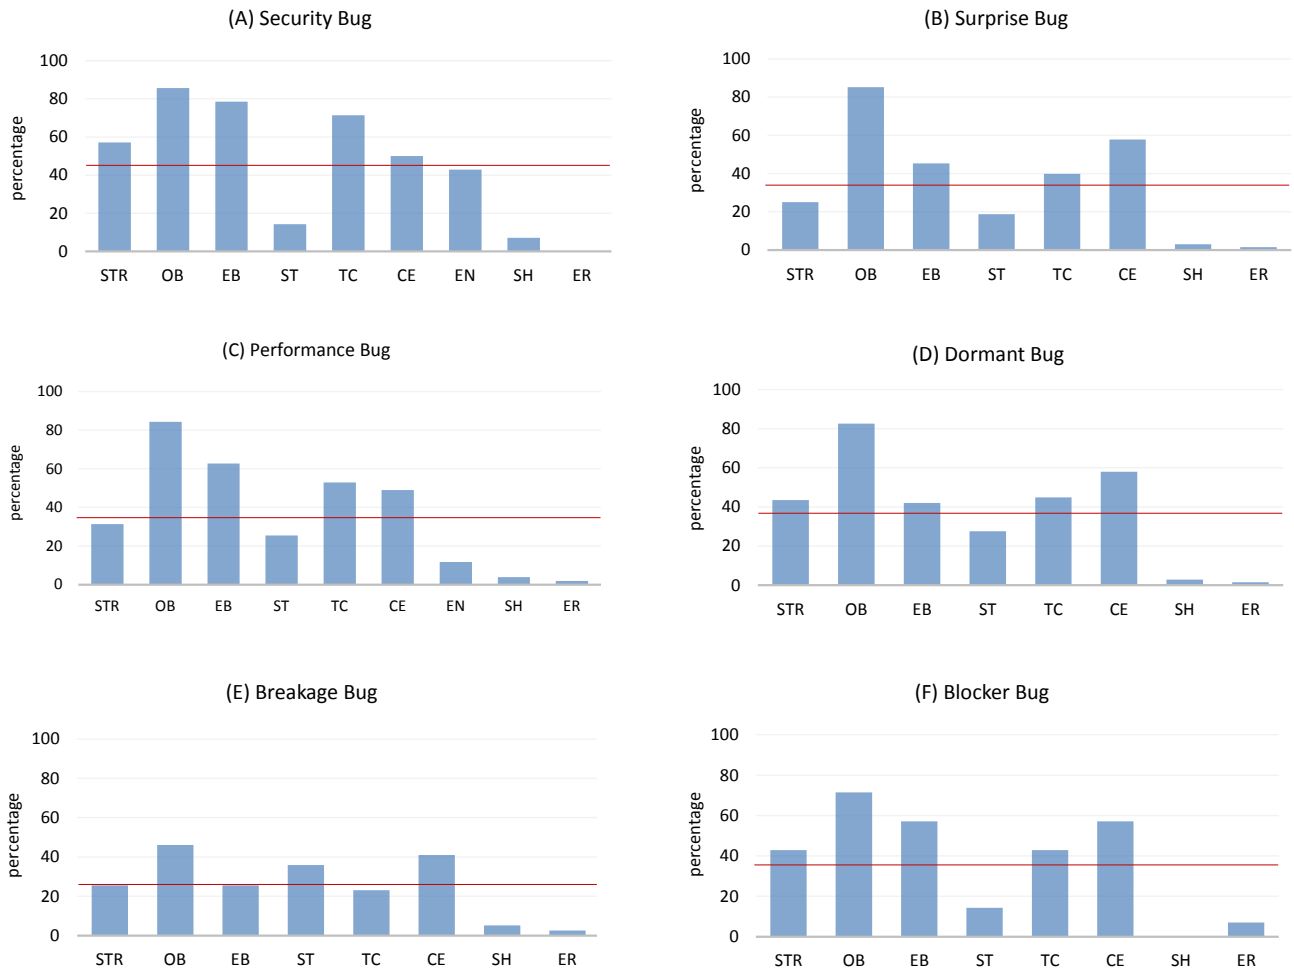 (A) Security Bug
percentage
100
80
60
40
20
0
STR OB EB ST TC CE EN SH ER
(B) Surprise Bug
percentage
100
80
60
40
20
0
STR OB EB ST TC CE SH ER
(C) Performance Bug
percentage
100
80
60
40
20
0
STR OB EB ST TC CE EN SH ER
(D) Dormant Bug
percentage
100
80
60
40
20
0
STR OB EB ST TC CE SH ER
(E) Breakage Bug
percentage
100
80
60
40
20
0
STR OB EB ST TC CE SH ER
(F) Blocker Bug
percentage
100
80
60
40
20
0
STR OB EB ST TC CE SH ER